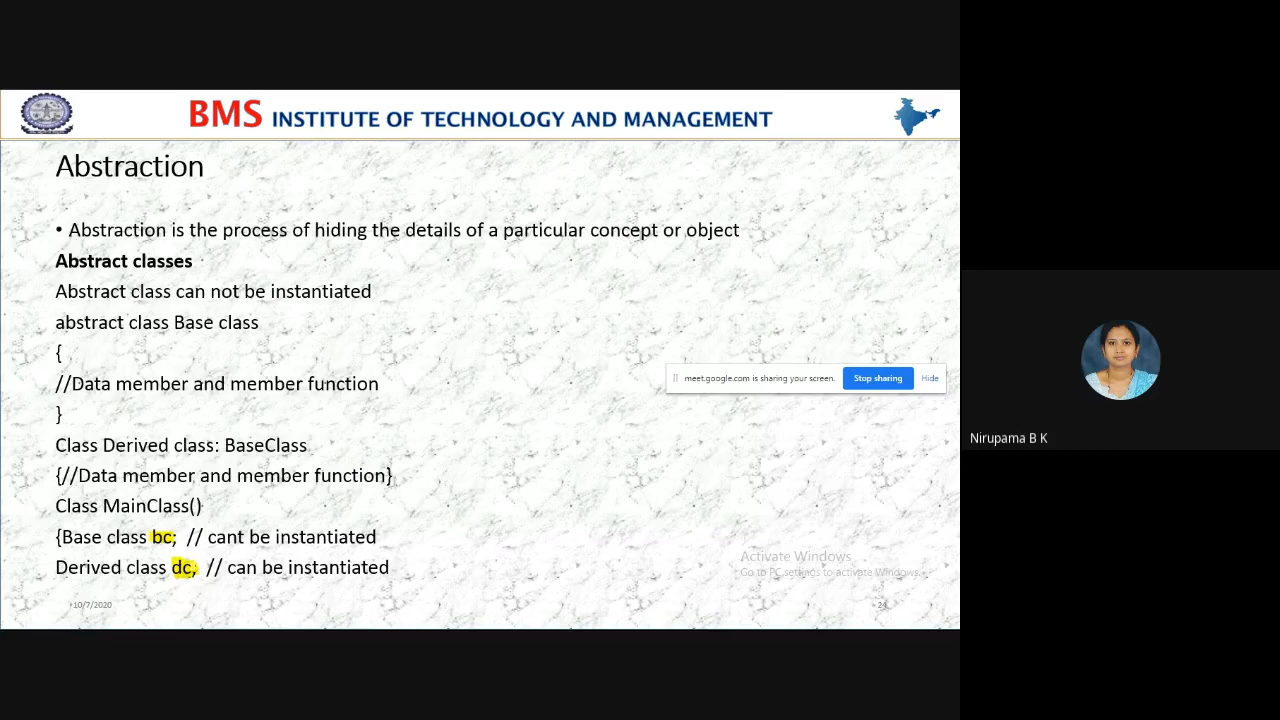 BMS INSTITUTE OF TECHNOLOGY AND MANAGEMENT
Abstraction
• Abstraction is the process of hiding the details of a particular concept or object
Abstract classes
Abstract class can not be instantiated
abstract class Base class
{
//Data member and member function
}
Class Derived class: BaseClass
{//Data member and member function}
Class MainClass()
{Base class bc; // cant be instantiated
Derived class dc; // can be instantiated
10/7/2020
24
meet.google.com is sharing your screen. Stop sharing Hide
Activate Windows
Go to PC settings to activate Windows.
Nirupama B K